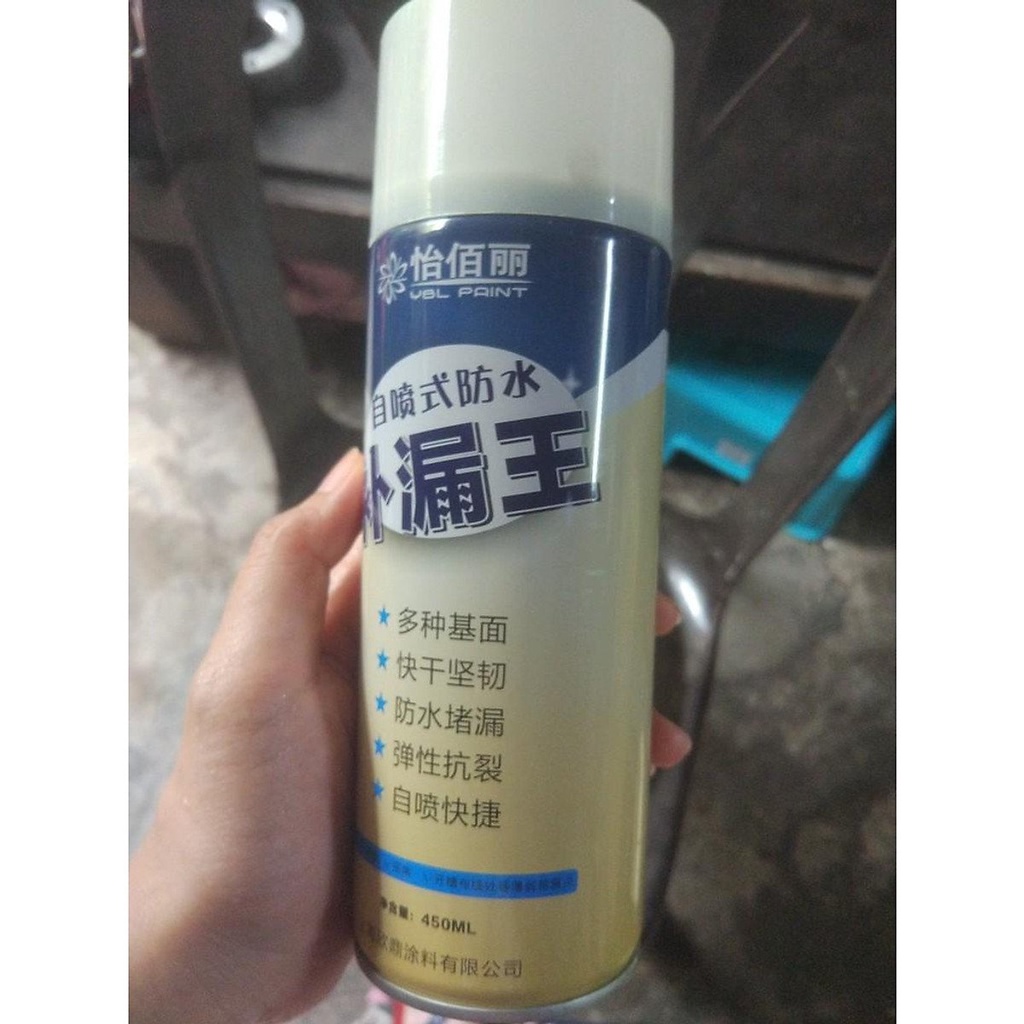 怡佰丽
YBL PAINT
自喷式防水
补漏王
多种基面
快干坚韧
防水堵漏
弹性抗裂
自喷快捷
净含量: 450ML
欣鼎涂料有限公司